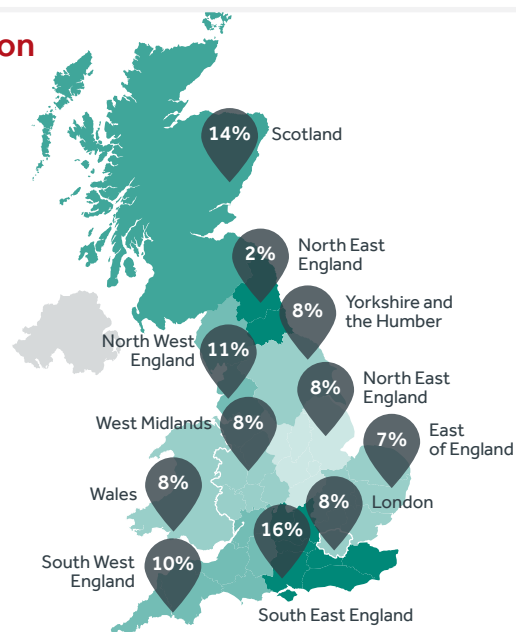 on
14%
Scotland
2%
North East
England
8%
Yorkshire and
the Humber
North West
England
11%
8%
North East
England
West Midlands
8%
7%
East
of England
Wales
8%
8%
London
16%
South West
England
10%
South East England